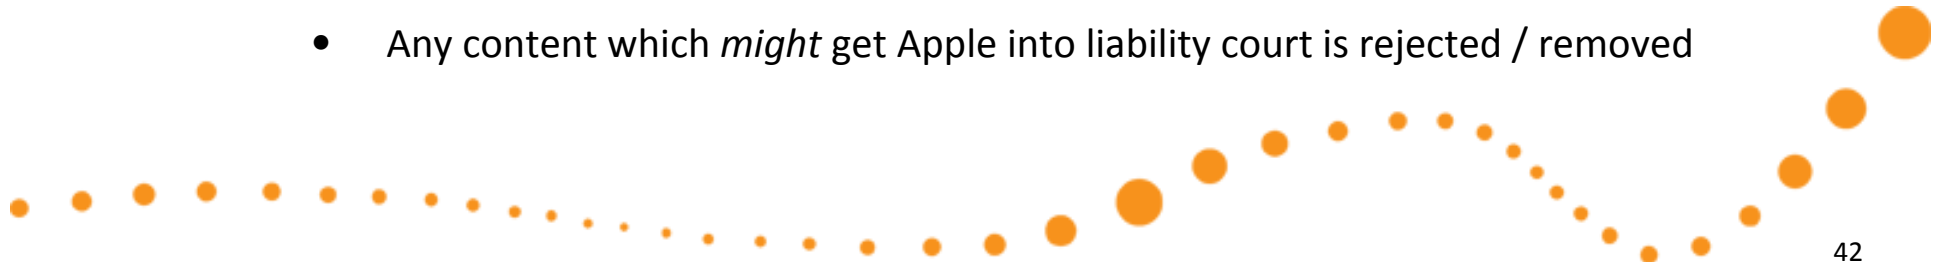 • Any content which might get Apple into liability court is rejected / removed
42